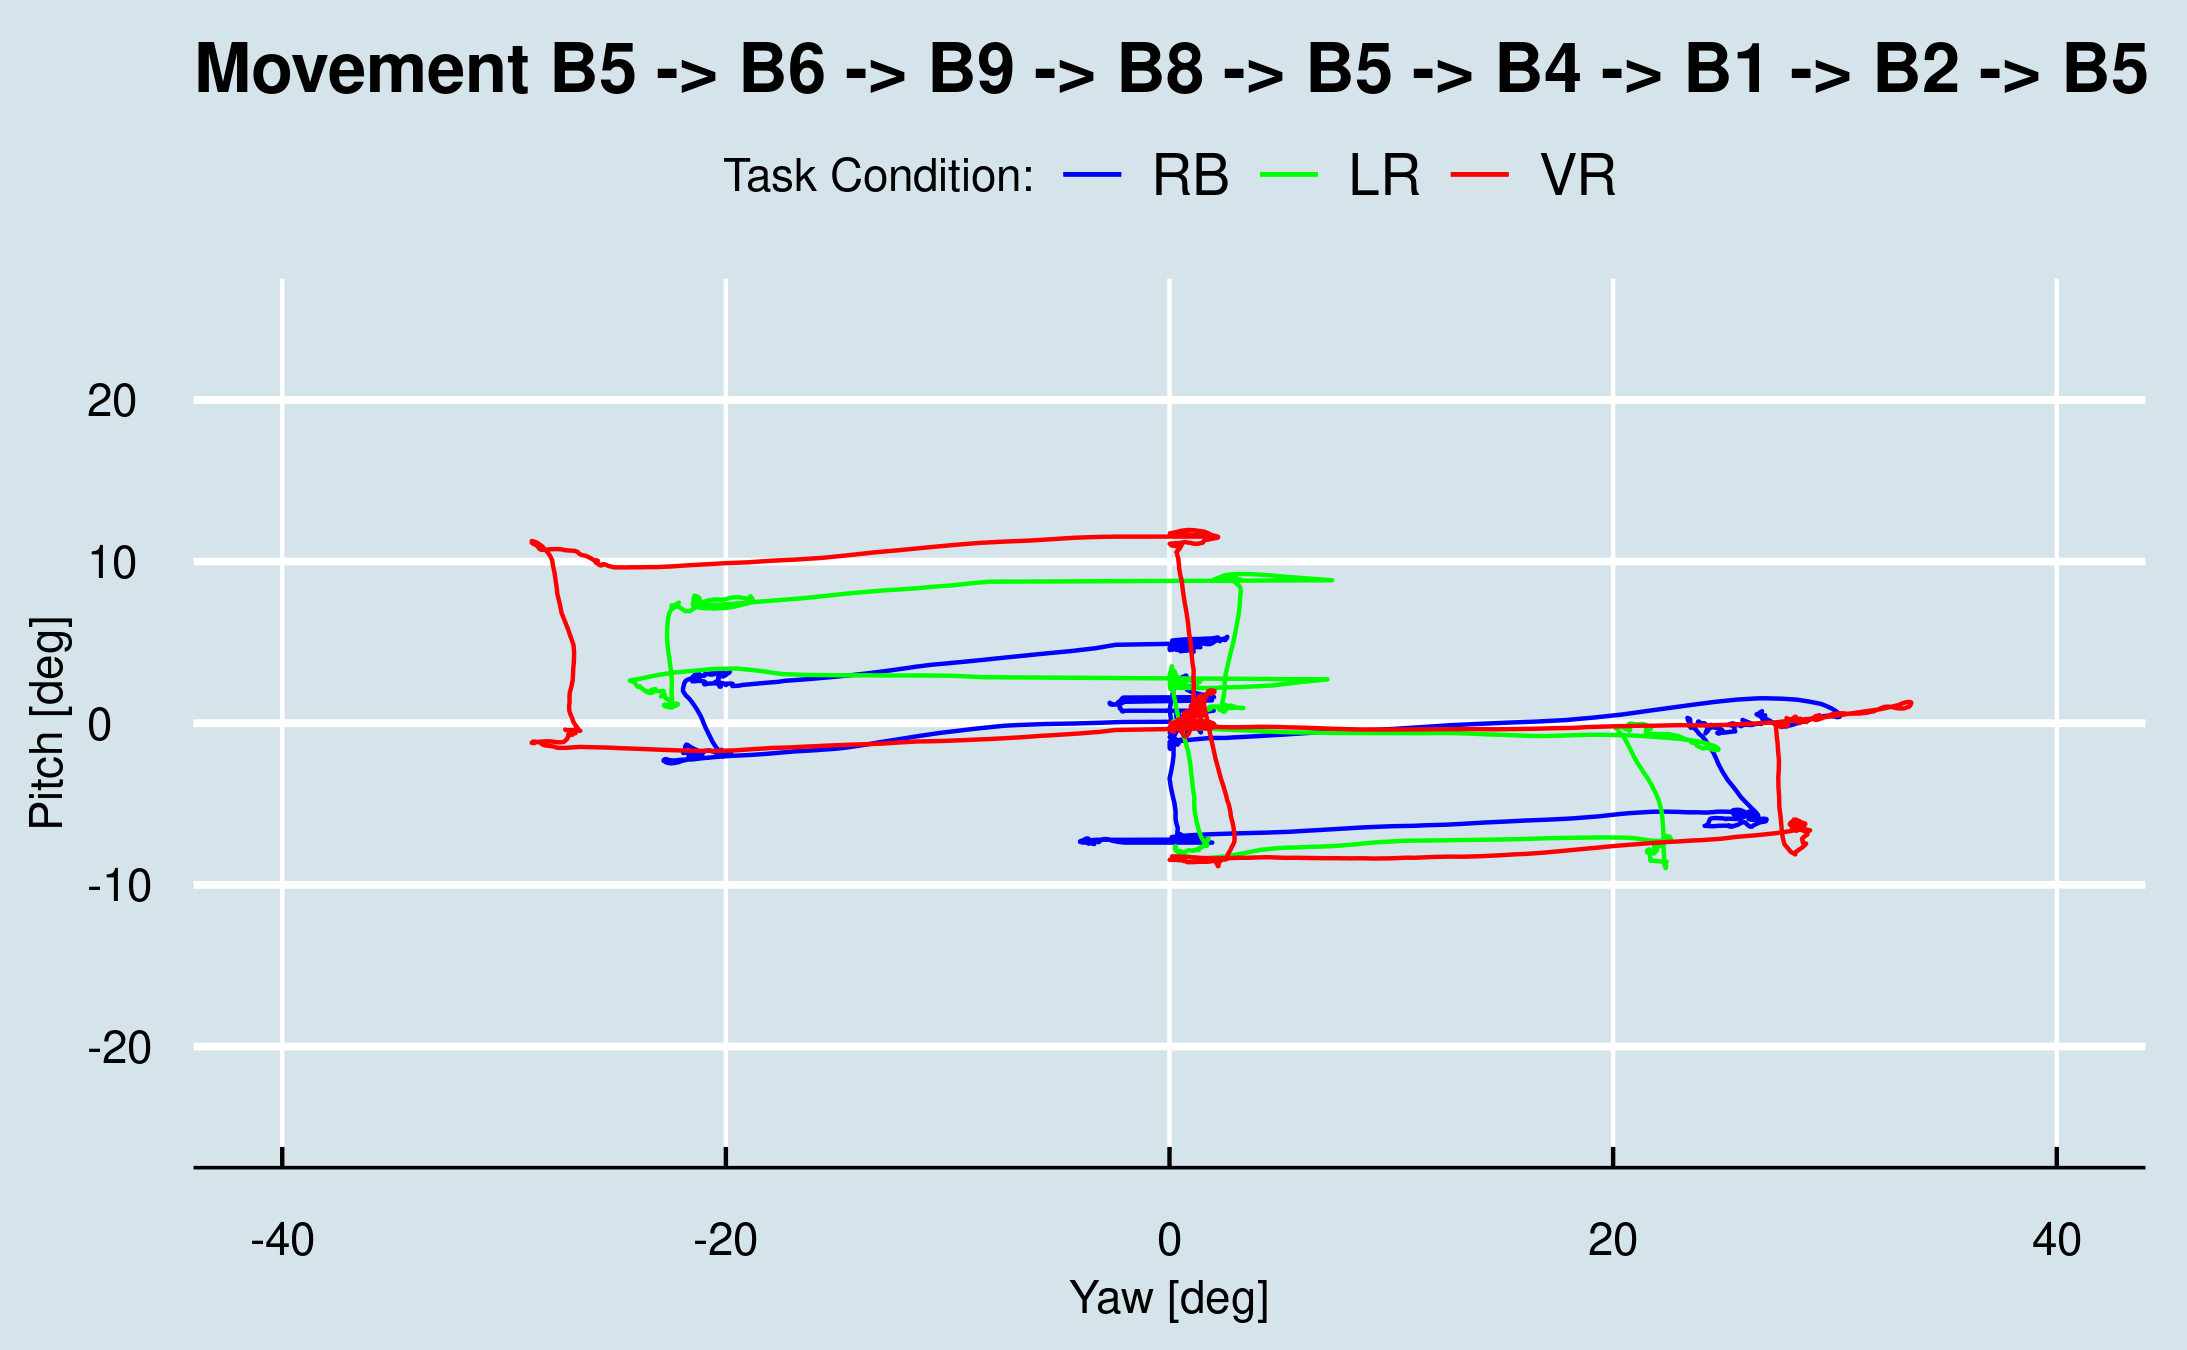 Movement B5 -> B6 -> B9 -> B8 -> B5 -> B4 -> B1 -> B2 -> B5
Task Condition: RB LR VR
20
10
0
-10
-20
Pitch [deg]
-40 -20 0 20 40
Yaw [deg]